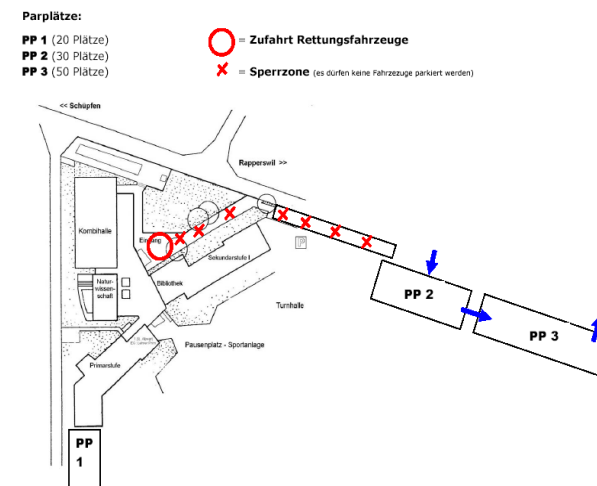 Parplätze:
PP 1 (20 Plätze)
PP 2 (30 Plätze)
PP 3 (50 Plätze)
= Zufahrt Rettungsfahrzeuge
= Sperrzone (es dürfen keine Fahrzezuge parkiert werden)
<< Schüpfen
Rapperswil >>
Kombihalle
Eingang
Sekundarstufe I
Bibliothek
Natur-
wissen-
schaft
Turnhalle
PP 2
PP 3
Pausenplatz - Sportanlage
Primarstufe
PP
1